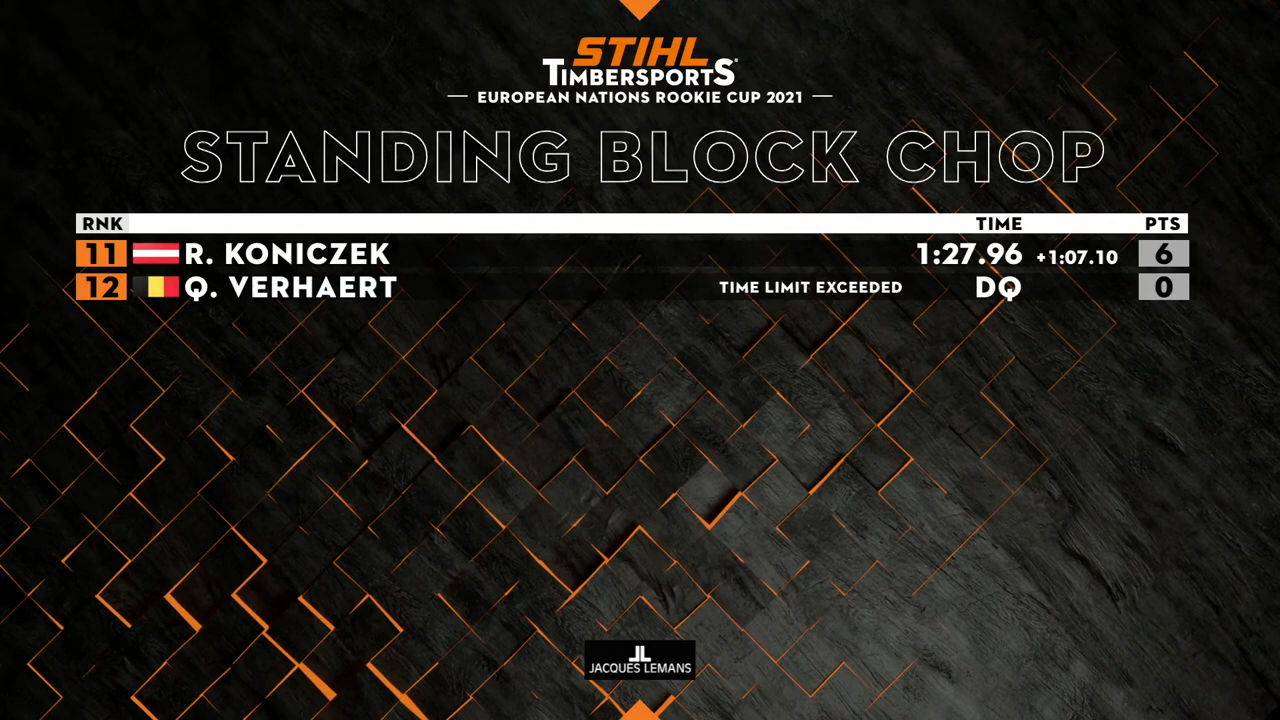 STIHL
TIMBERSPORTS®
EUROPEAN NATIONS ROOKIE CUP 2021
STANDING BLOCK CHOP
RNK TIME PTS
11 R. KONICZEK 1:27.96 +1:07.10 6
12 Q. VERHAERT TIME LIMIT EXCEEDED DQ 0
JL
JACQUES LEMANS